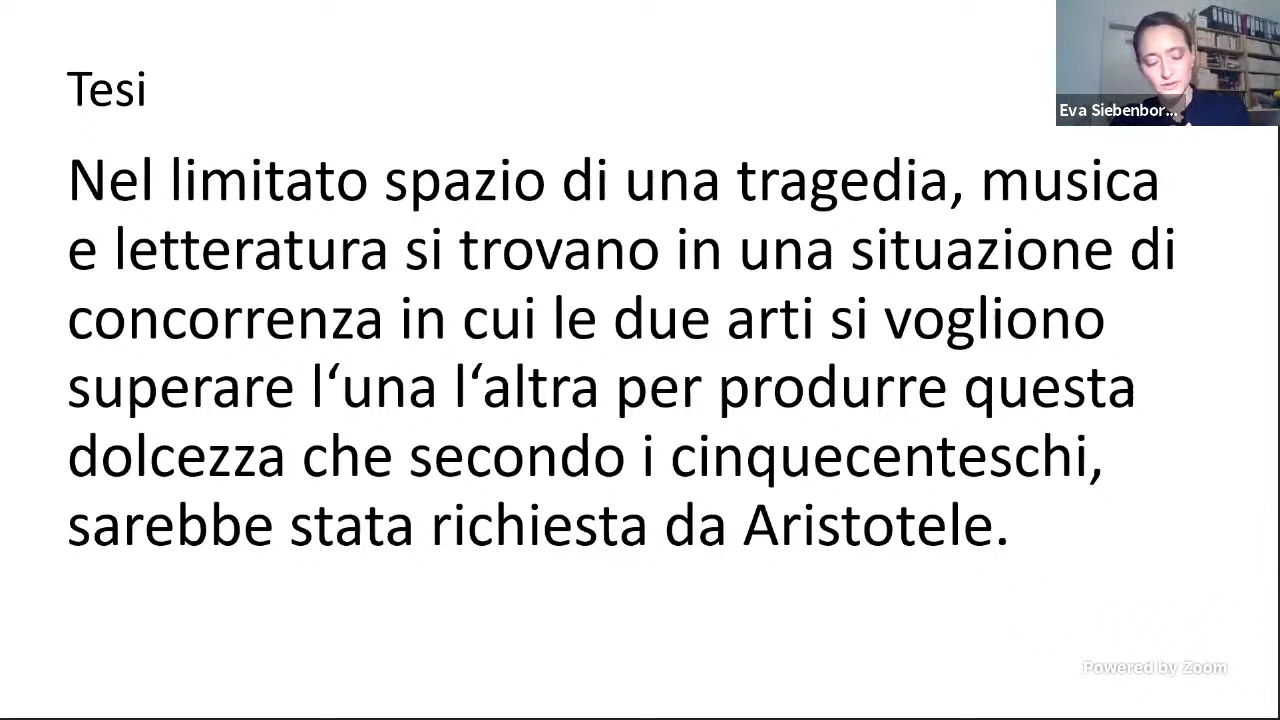 Tesi
Eva Siebenbor...
Nel limitato spazio di una tragedia, musica
e letteratura si trovano in una situazione di
concorrenza in cui le due arti si vogliono
superare l‘una l‘altra per produrre questa
dolcezza che secondo i cinquecenteschi,
sarebbe stata richiesta da Aristotele.
Powered by Zoom